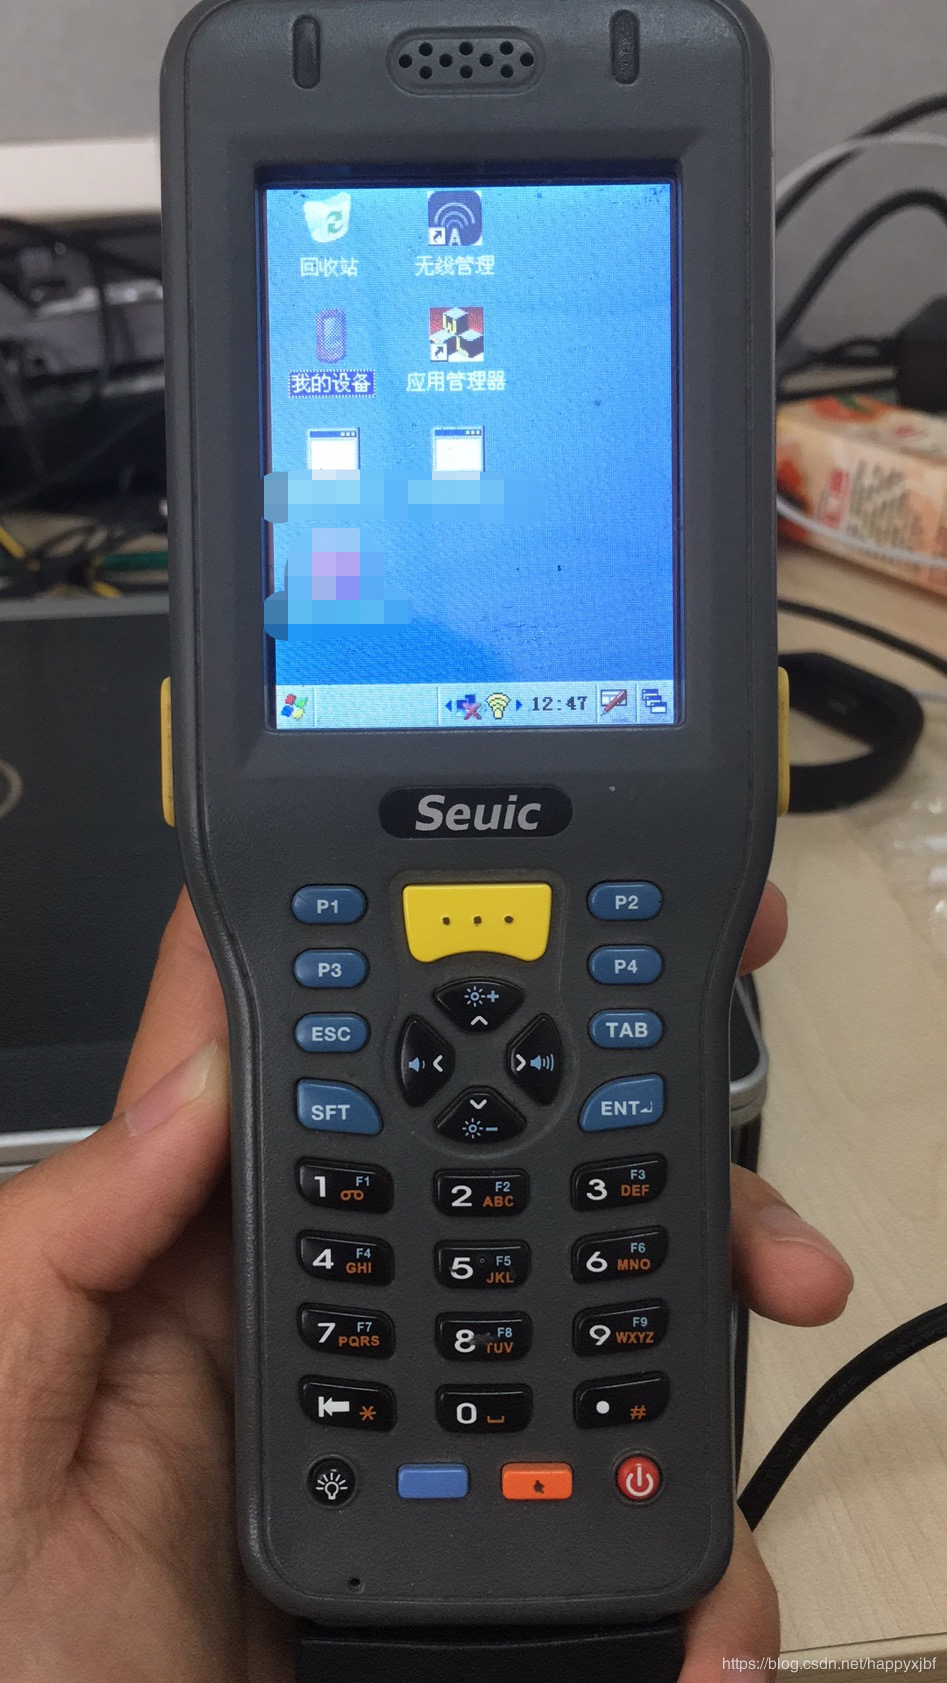 回收站 无线管理
我的设备 应用管理器
12:47
Seuic
P1 P2
P3 P4
ESC TAB
SFT ENT
1 F1 2 F2 ABC 3 F3 DEF
4 F4 GHI 5 F5 JKL 6 F6 MNO
7 F7 PQRS 8 F8 TUV 9 F9 WXYZ
* 0 . #
https://blog.csdn.net/happyxjbf